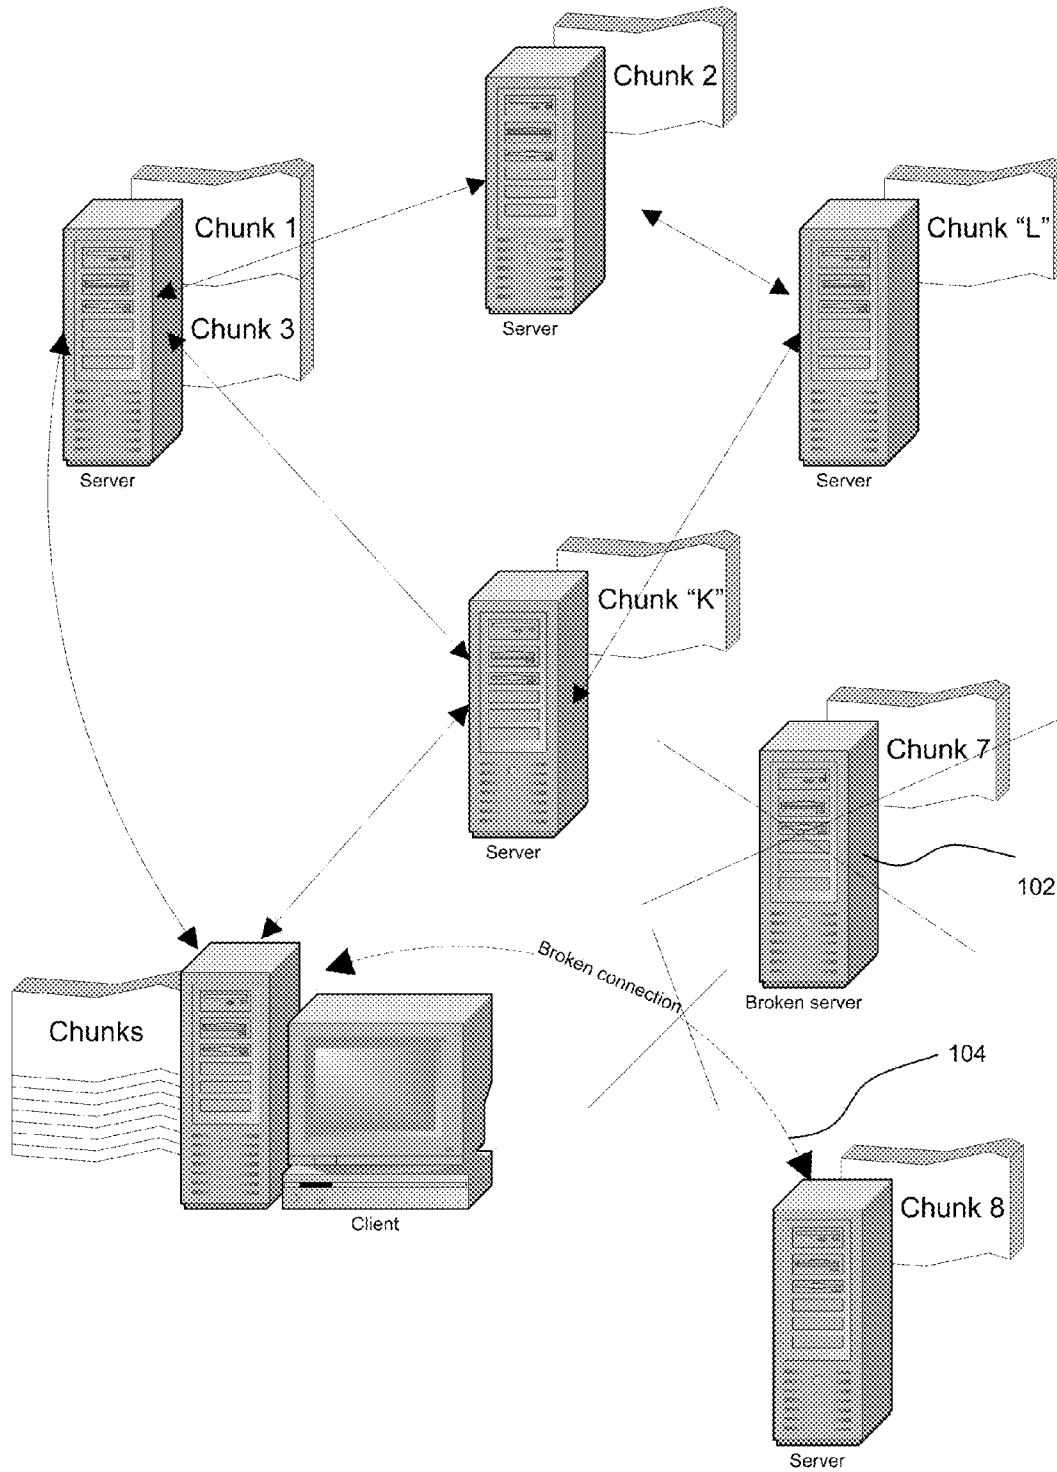 Chunk 2
Server
Chunk 1
Chunk 3
Server
Chunk “L”
Server
Chunk “K”
Server
Chunk 7
102
Broken server
Broken connection
Chunks
Client
104
Chunk 8
Server